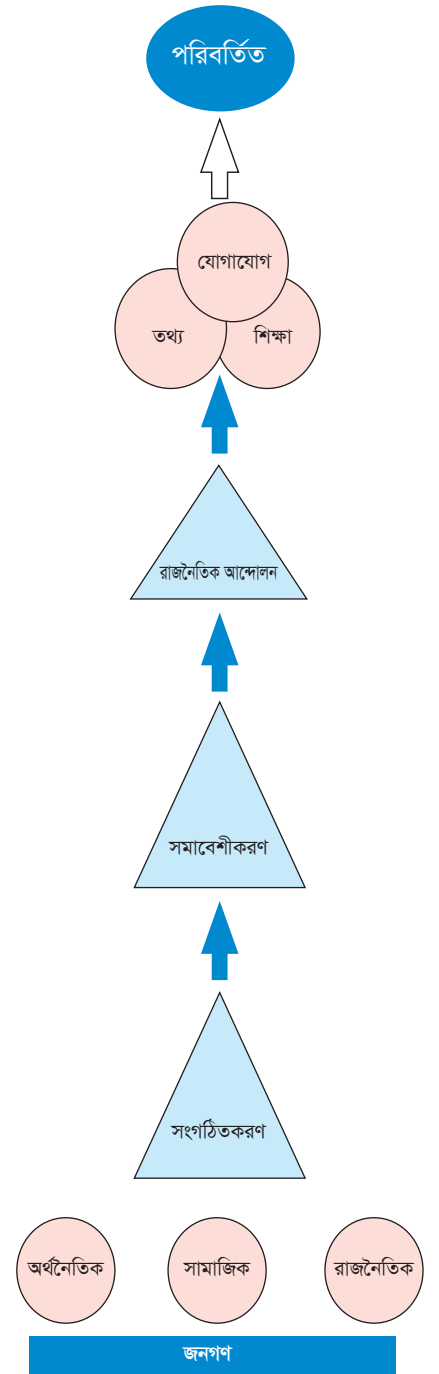 পরিবর্তিত
যোগাযোগ
তথ্য শিক্ষা
রাজনৈতিক আন্দোলন
সমাবেশীকরণ
সংগঠিতকরণ
অর্থনৈতিক সামাজিক রাজনৈতিক
জনগণ